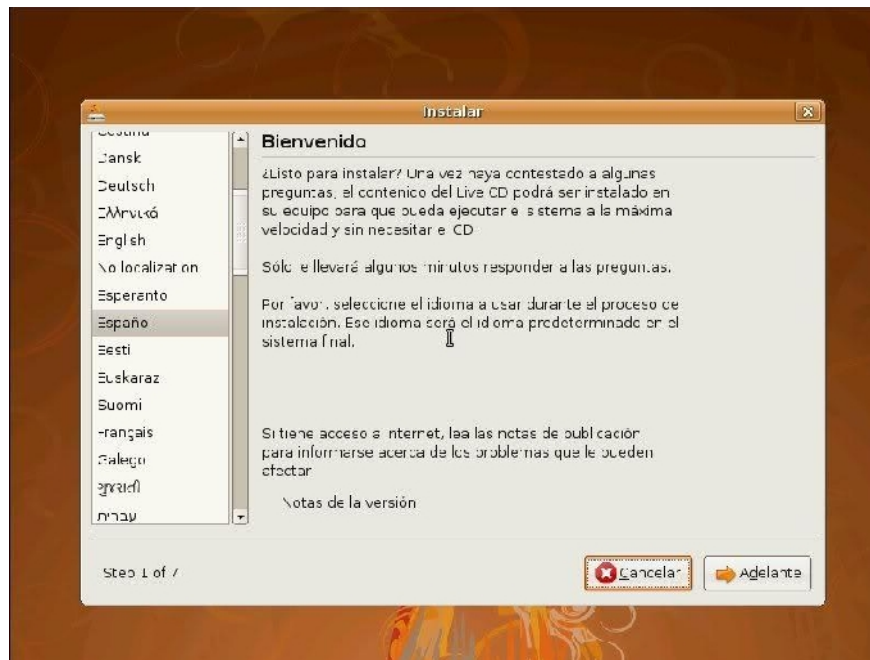 Instalar
Dansk
Deutsch
Ελληνικά
English
No localization
Esperanto
Español
Eesti
Euskaraz
Suomi
Français
Galego
ગુજરાતી
עברית
Bienvenido
¿Listo para instalar? Una vez haya contestado a algunas
preguntas, el contenido del Live CD podrá ser instalado en
su equipo para que pueda ejecutar el sistema a la máxima
velocidad y sin necesitar el CD
Sólo le llevará algunos minutos responder a las preguntas.
Por favor, seleccione el idioma a usar durante el proceso de
instalación. Ese idioma será el idioma predeterminado en el
sistema final.
Si tiene acceso a Internet, lea las notas de publicación
para informarse acerca de los problemas que le pueden
afectar
Notas de la versión
Step 1 of 7
Cancelar
Adelante